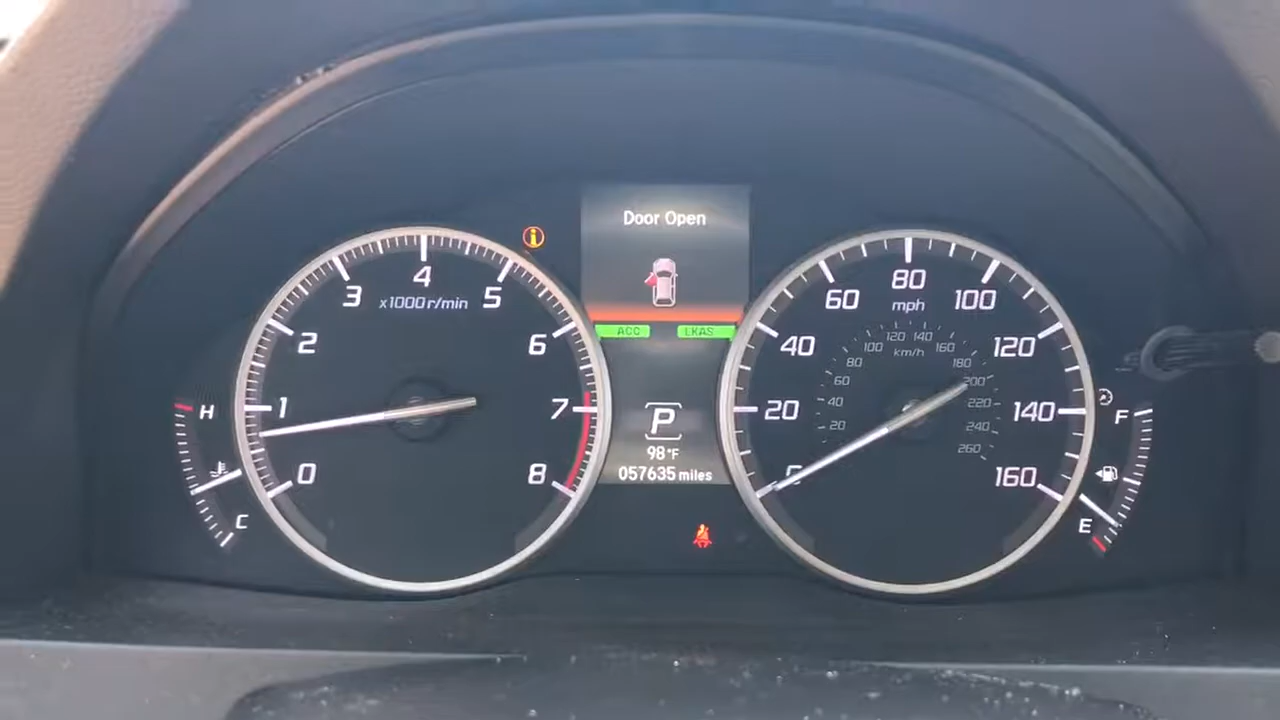 Door Open
ACC LKAS
P
98°F
057635 miles
0
1
2
3
4
5
6
7
8
x1000 r/min
H
C
20
40
60
80
100
120
140
160
mph
20
40
60
80
100
120
140
160
180
200
220
240
260
km/h
F
E
i